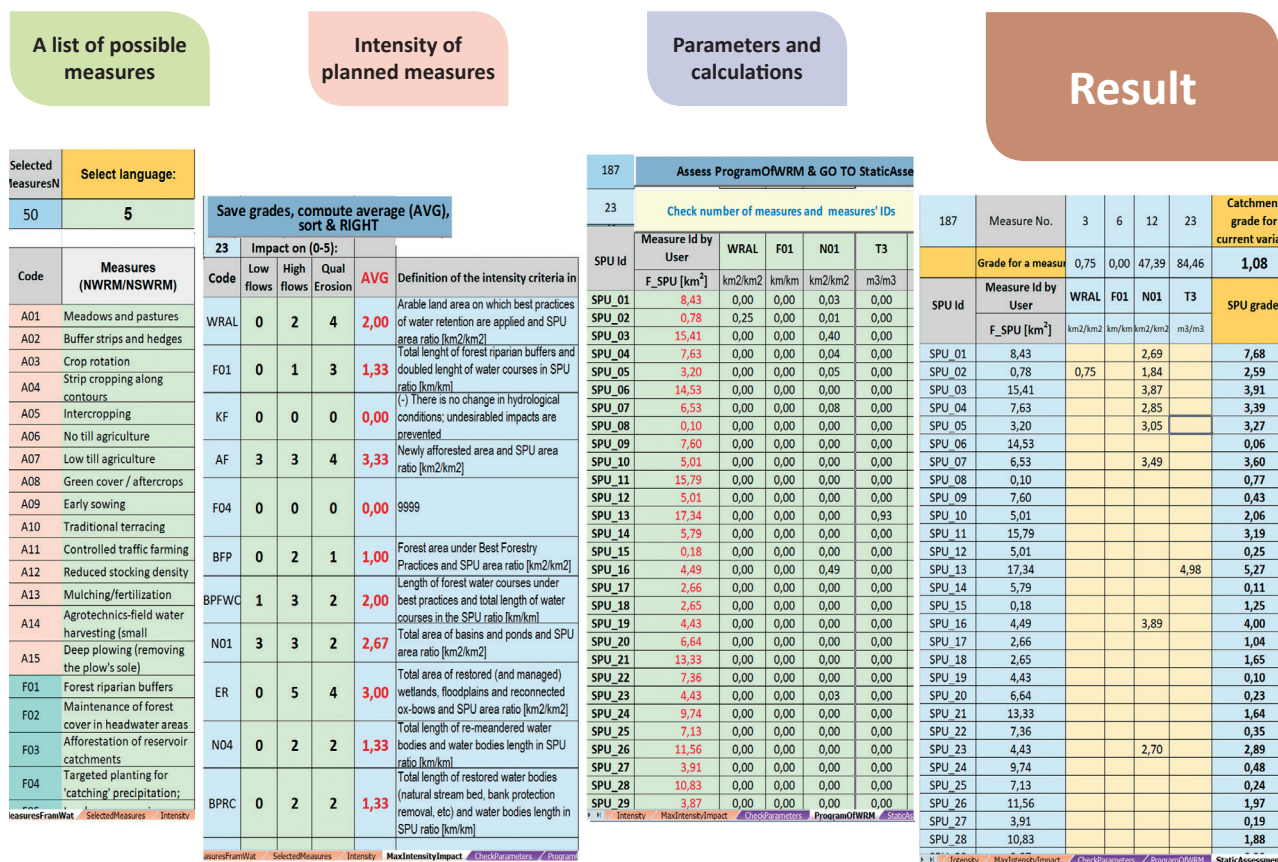 A list of possible
measures
Intensity of
planned measures
Parameters and
calculations
Result
Selected
MeasuresN
Select language:
50 5
Code Measures
(NWRM/NSWRM)
A01 Meadows and pastures
A02 Buffer strips and hedges
A03 Crop rotation
A04 Strip cropping along
contours
A05 Intercropping
A06 No till agriculture
A07 Low till agriculture
A08 Green cover / aftercrops
A09 Early sowing
A10 Traditional terracing
A11 Controlled traffic farming
A12 Reduced stocking density
A13 Mulching/fertilization
A14 Agrotechnics-field water
harvesting (small
A15 Deep plowing (removing
the plow's sole)
F01 Forest riparian buffers
F02 Maintenance of forest
cover in headwater areas
F03 Afforestation of reservoir
catchments
F04 Targeted planting for
'catching' precipitation;
easuresFramWat SelectedMeasures Intensity
Save grades, compute average (AVG),
sort & RIGHT
23 Impact on (0-5):
Code Low
flows High
flows Qual
Erosion AVG Definition of the intensity criteria in
WRAL 0 2 4 2,00 Arable land area on which best practices
of water retention are applied and SPU
area ratio [km2/km2]
F01 0 1 3 1,33 Total lenght of forest riparian buffers and
doubled lenght of water courses in SPU
ratio [km/km]
KF 0 0 0 0,00 (-) There is no change in hydrological
conditions; undesirabled impacts are
prevented
AF 3 3 4 3,33 Newly afforested area and SPU area
ratio [km2/km2]
F04 0 0 0 0,00 9999
BFP 0 2 1 1,00 Forest area under Best Forestry
Practices and SPU area ratio [km2/km2]
BPFWC 1 3 2 2,00 Length of forest water courses under
best practices and total length of water
courses in the SPU ratio [km/km]
N01 3 3 2 2,67 Total area of basins and ponds and SPU
area ratio [km2/km2]
ER 0 5 4 3,00 Total area of restored (and managed)
wetlands, floodplains and reconnected
ox-bows and SPU area ratio [km2/km2]
N04 0 2 2 1,33 Total length of re-meandered water
bodies and water bodies length in SPU
ratio [km/km]
BPRC 0 2 2 1,33 Total length of restored water bodies
(natural stream bed, bank protection
removal, etc) and water bodies length in
SPU ratio [km/km]
asuresFramWat SelectedMeasures Intensity MaxIntensityImpact CheckParameters Program
187 Assess ProgramOfWRM & GO TO StaticAsse
23 Check number of measures and measures' IDs
SPU Id Measure Id by
User WRAL F01 N01 T3
F_SPU [km²] km2/km2 km/km km2/km2 m3/m3
SPU_01 8,43 0,00 0,00 0,03 0,00
SPU_02 0,78 0,25 0,00 0,01 0,00
SPU_03 15,41 0,00 0,00 0,40 0,00
SPU_04 7,63 0,00 0,00 0,04 0,00
SPU_05 3,20 0,00 0,00 0,05 0,00
SPU_06 14,53 0,00 0,00 0,00 0,00
SPU_07 6,53 0,00 0,00 0,08 0,00
SPU_08 0,10 0,00 0,00 0,00 0,00
SPU_09 7,60 0,00 0,00 0,00 0,00
SPU_10 5,01 0,00 0,00 0,00 0,00
SPU_11 15,79 0,00 0,00 0,00 0,00
SPU_12 5,01 0,00 0,00 0,00 0,00
SPU_13 17,34 0,00 0,00 0,00 0,93
SPU_14 5,79 0,00 0,00 0,00 0,00
SPU_15 0,18 0,00 0,00 0,00 0,00
SPU_16 4,49 0,00 0,00 0,49 0,00
SPU_17 2,66 0,00 0,00 0,00 0,00
SPU_18 2,65 0,00 0,00 0,00 0,00
SPU_19 4,43 0,00 0,00 0,00 0,00
SPU_20 6,64 0,00 0,00 0,00 0,00
SPU_21 13,33 0,00 0,00 0,00 0,00
SPU_22 7,36 0,00 0,00 0,00 0,00
SPU_23 4,43 0,00 0,00 0,03 0,00
SPU_24 9,74 0,00 0,00 0,00 0,00
SPU_25 7,13 0,00 0,00 0,00 0,00
SPU_26 11,56 0,00 0,00 0,00 0,00
SPU_27 3,91 0,00 0,00 0,00 0,00
SPU_28 10,83 0,00 0,00 0,00 0,00
SPU_29 3,87 0,00 0,00 0,00 0,00
Intensity MaxIntensityImpact CheckParameters ProgramOfWRM StaticAs
187 Measure No. 3 6 12 23 Catchmen
grade for
current varia
Grade for a measur 0,75 0,00 47,39 84,46 1,08
SPU Id Measure Id by
User WRAL F01 N01 T3 SPU grade
F_SPU [km²] km2/km2 km/km km2/km2 m3/m3
SPU_01 8,43 2,69 7,68
SPU_02 0,78 0,75 1,84 2,59
SPU_03 15,41 3,87 3,91
SPU_04 7,63 2,85 3,39
SPU_05 3,20 3,05 3,27
SPU_06 14,53 0,06
SPU_07 6,53 3,49 3,60
SPU_08 0,10 0,77
SPU_09 7,60 0,43
SPU_10 5,01 2,06
SPU_11 15,79 3,19
SPU_12 5,01 0,25
SPU_13 17,34 4,98 5,27
SPU_14 5,79 0,11
SPU_15 0,18 1,25
SPU_16 4,49 3,89 4,00
SPU_17 2,66 1,04
SPU_18 2,65 1,65
SPU_19 4,43 0,10
SPU_20 6,64 0,23
SPU_21 13,33 1,64
SPU_22 7,36 0,35
SPU_23 4,43 2,70 2,89
SPU_24 9,74 0,48
SPU_25 7,13 0,24
SPU_26 11,56 1,97
SPU_27 3,91 0,19
SPU_28 10,83 1,88
Intensity MaxIntensityImpact CheckParameters ProgramOfWRM StaticAssessm